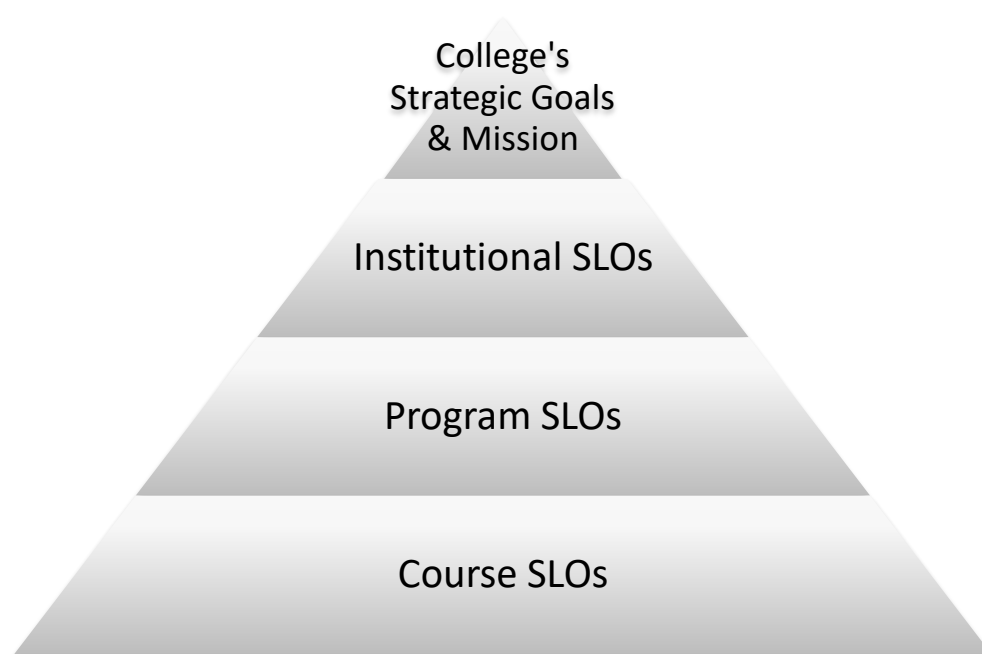 College's
Strategic Goals
& Mission
Institutional SLOs
Program SLOs
Course SLOs